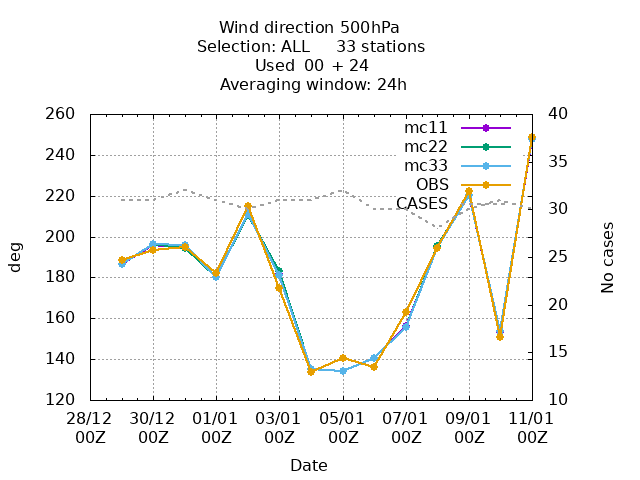 Wind direction 500hPa
Selection: ALL 33 stations
Used 00 + 24
Averaging window: 24h
260
240
220
200
180
160
140
120
deg
40
35
30
25
20
15
10
No cases
mc11
mc22
mc33
OBS
CASES
28/12 30/12 01/01 03/01 05/01 07/01 09/01 11/01
00Z 00Z 00Z 00Z 00Z 00Z 00Z 00Z
Date